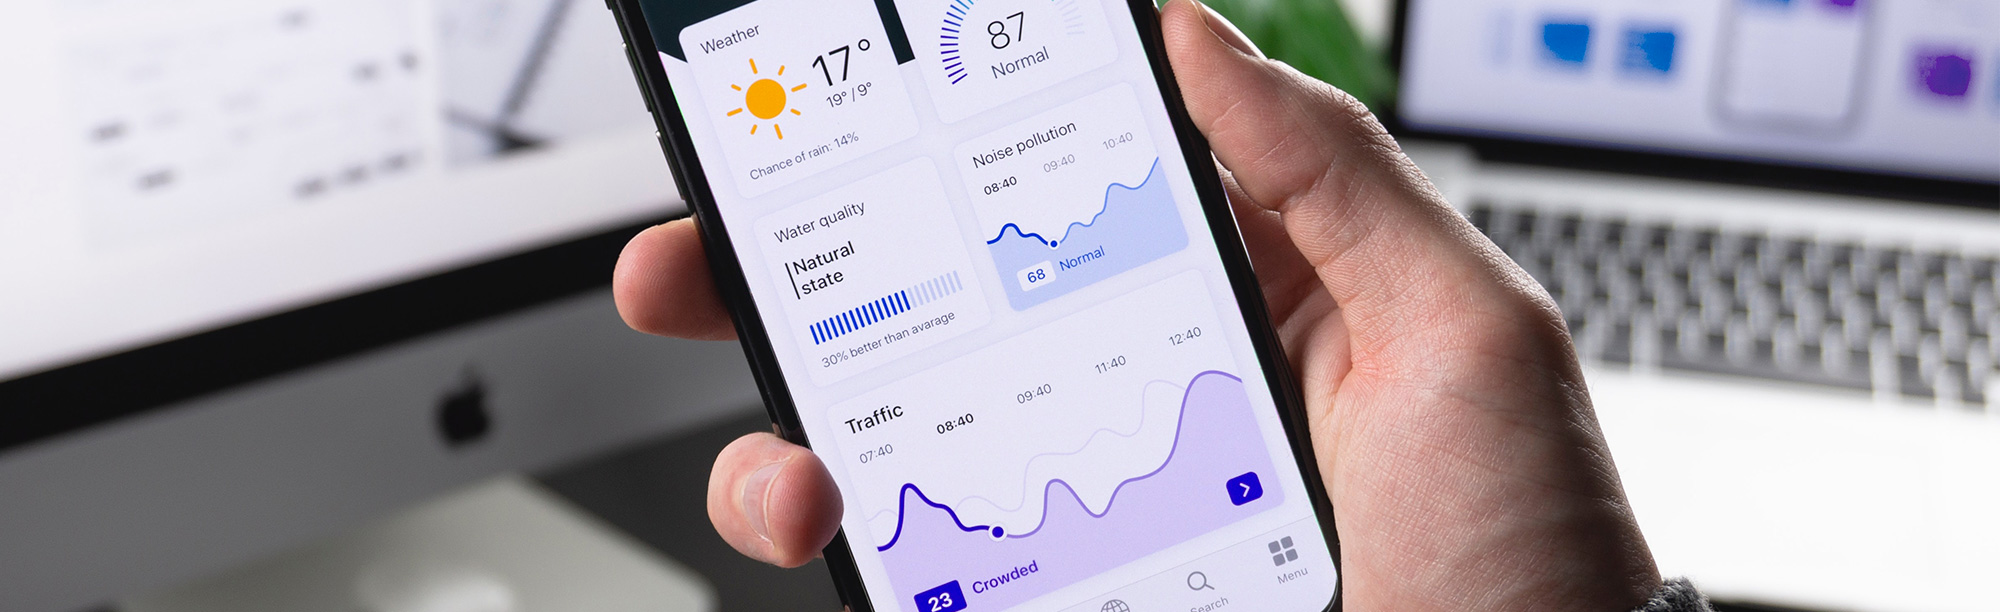 Weather
17°
19° / 9°
Chance of rain: 14%
87
Normal
Water quality
Natural
state
30% better than avarage
Noise pollution
08:40 09:40 10:40
68 Normal
Traffic
07:40 08:40 09:40 11:40 12:40
23 Crowded
Search
Menu